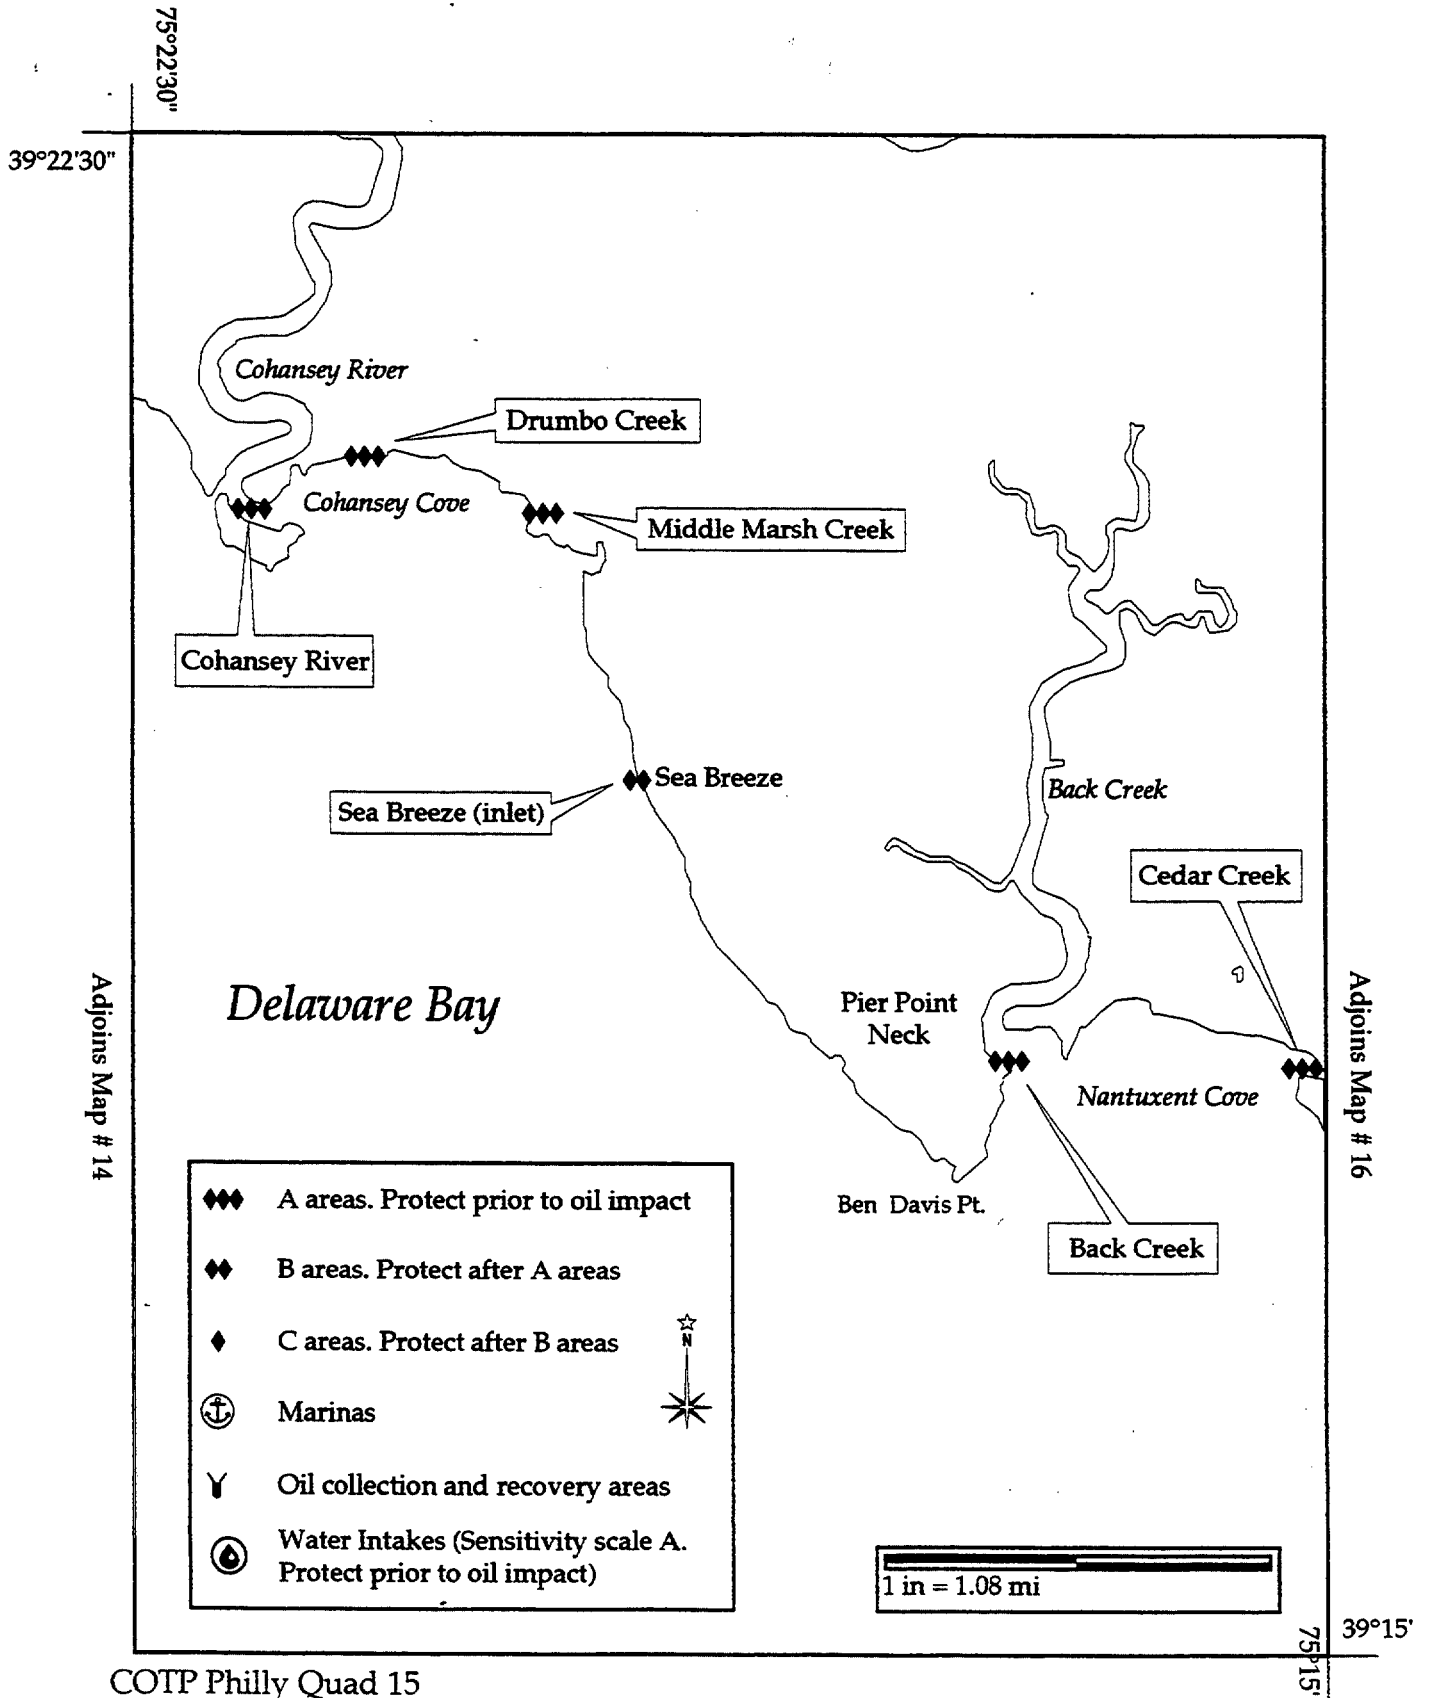 75°22'30"
39°22'30"
Cohansey River
Drumbo Creek
Cohansey Cove
Middle Marsh Creek
Cohansey River
Sea Breeze
Sea Breeze (inlet)
Back Creek
Cedar Creek
Delaware Bay
Pier Point
Neck
Adjoins Map # 14
Adjoins Map # 16
Nantuxent Cove
Ben Davis Pt.
Back Creek
A areas. Protect prior to oil impact
B areas. Protect after A areas
C areas. Protect after B areas
N
Marinas
Oil collection and recovery areas
Water Intakes (Sensitivity scale A.
Protect prior to oil impact)
1 in = 1.08 mi
39°15'
75°15'
COTP Philly Quad 15